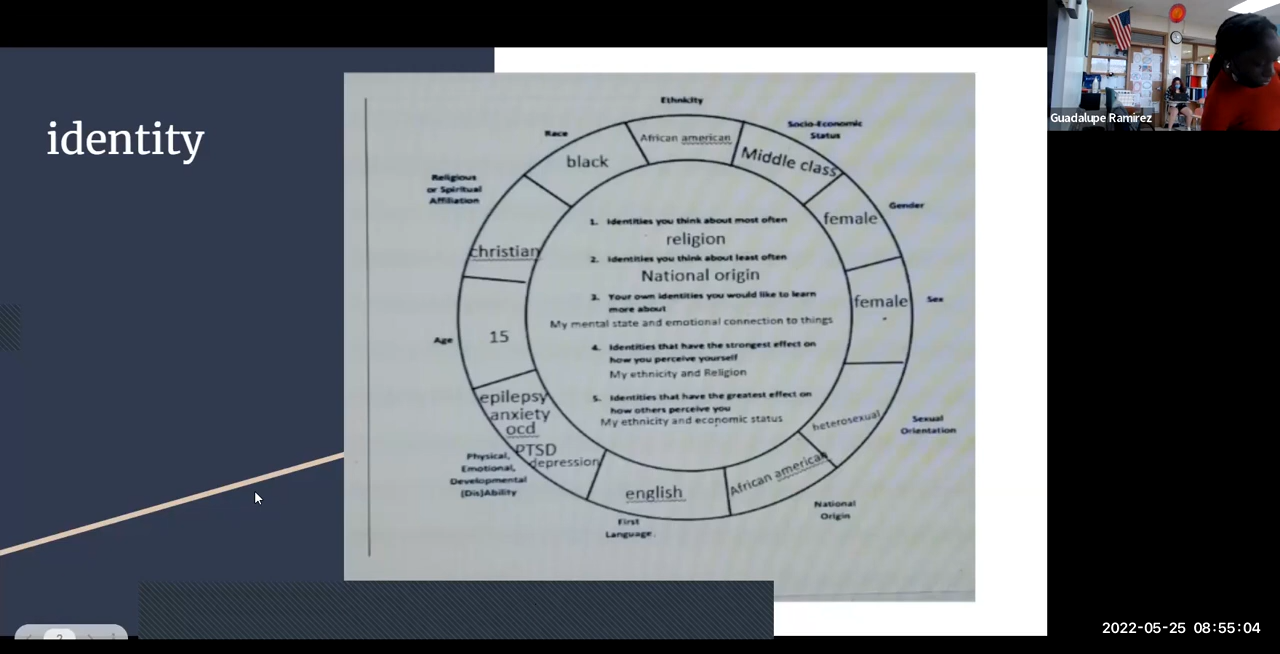 identity
Ethnicity
African american
Socio-Economic
Status
Middle class
Gender
female
Sex
female
Sexual
Orientation
heterosexual
National
Origin
African american
First
Language
english
Physical,
Emotional,
Developmental
(Dis)Ability
epilepsy
anxiety
ocd
PTSD
depression
Age
15
Religious
or Spiritual
Affiliation
christian
Race
black
1. Identities you think about most often
religion
2. Identities you think about least often
National origin
3. Your own identities you would like to learn
more about
My mental state and emotional connection to things
4. Identities that have the strongest effect on
how you perceive yourself
My ethnicity and Religion
5. Identities that have the greatest effect on
how others perceive you
My ethnicity and economic status
Guadalupe Ramirez
2022-05-25 08:55:04